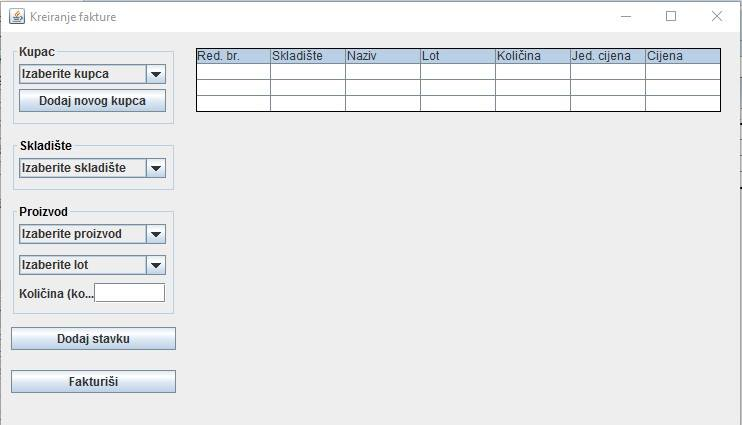 Kreiranje fakture
Kupac
Izaberite kupca
Dodaj novog kupca
Skladište
Izaberite skladište
Proizvod
Izaberite proizvod
Izaberite lot
Količina (ko...
Dodaj stavku
Fakturiši
Red. br. Skladište Naziv Lot Količina Jed. cijena Cijena